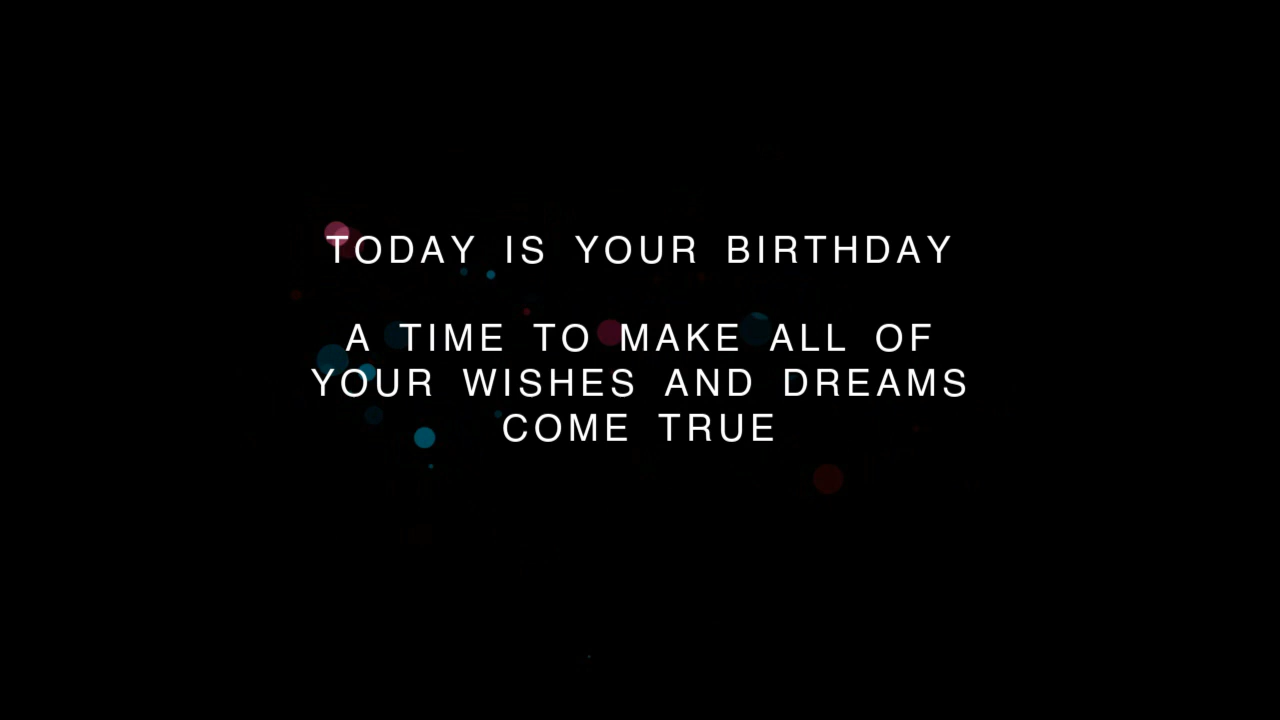 TODAY IS YOUR BIRTHDAY
A TIME TO MAKE ALL OF
YOUR WISHES AND DREAMS
COME TRUE